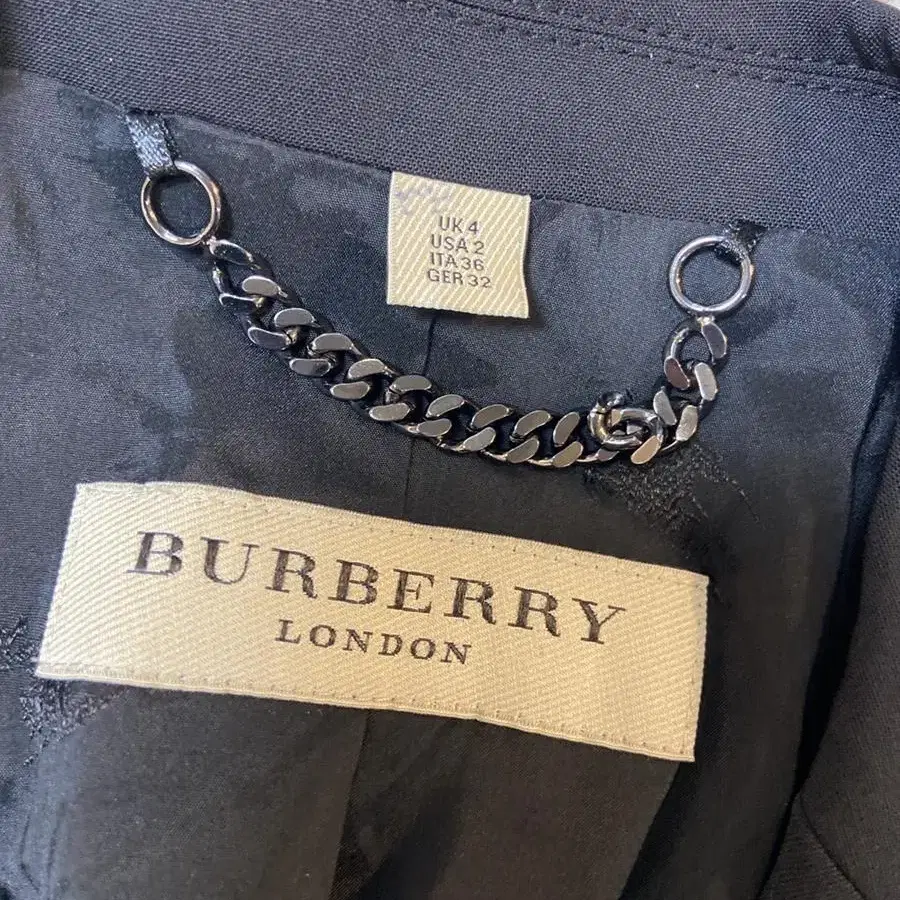 UK 4
USA 2
ITA 36
GER 32
BURBERRY
LONDON